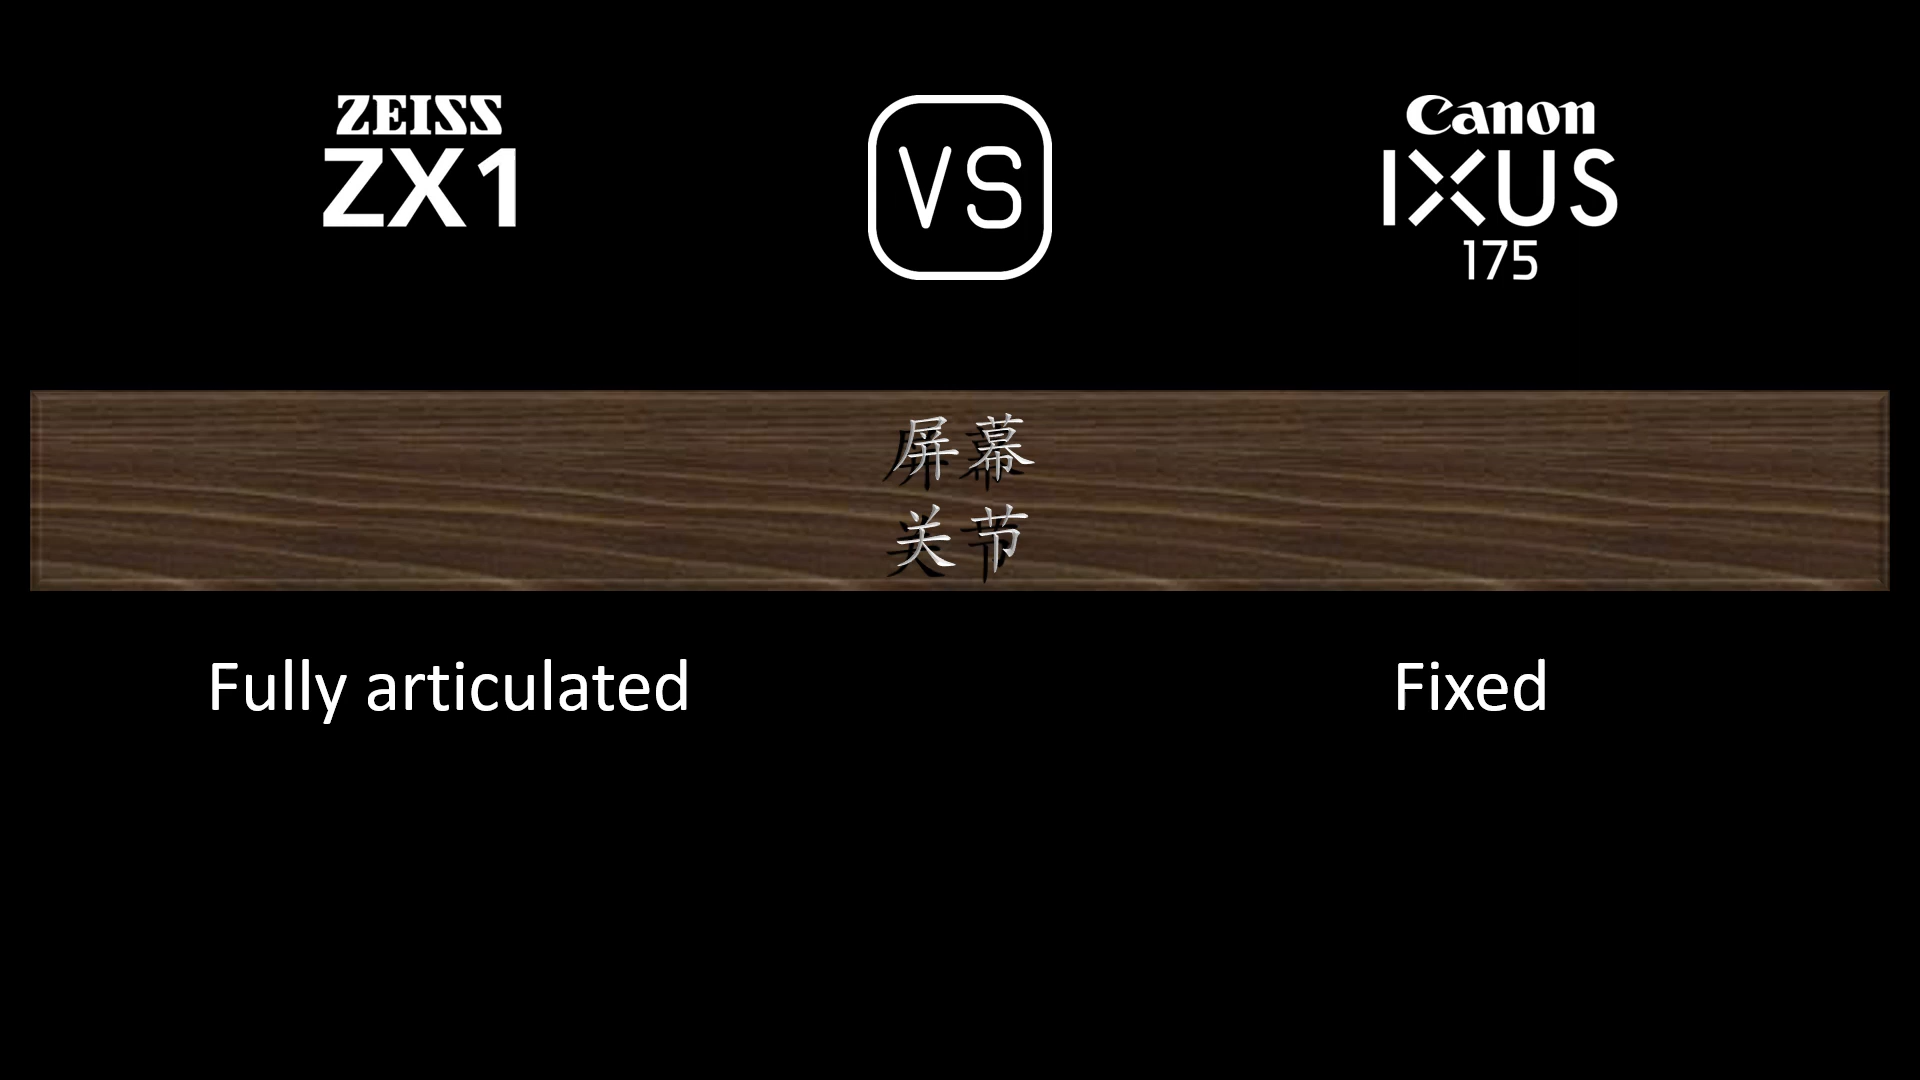 ZEISS
ZX1
VS
Canon
IXUS
175
屏幕
关节
Fully articulated
Fixed